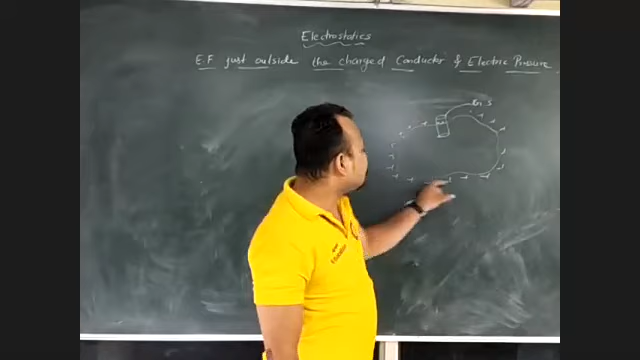 Electrostatics
E.F just outside the charged Conductor & Electric Pressure
G.S